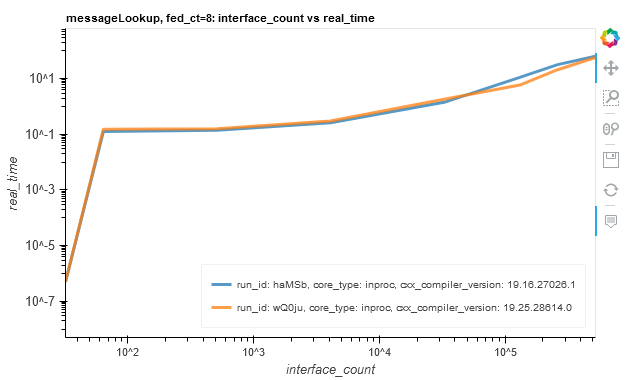 messageLookup, fed_ct=8: interface_count vs real_time
10^1
10^-1
10^-3
10^-5
10^-7
real_time
run_id: haMSb, core_type: inproc, cxx_compiler_version: 19.16.27026.1
run_id: wQ0ju, core_type: inproc, cxx_compiler_version: 19.25.28614.0
10^2
10^3
10^4
10^5
interface_count